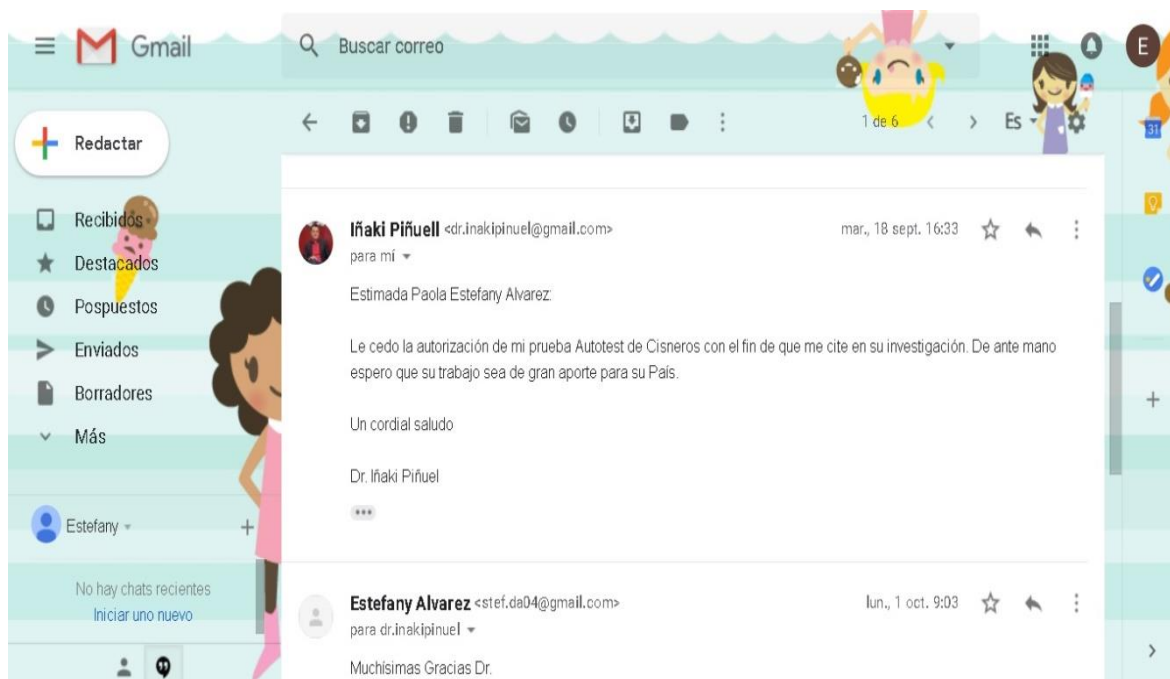 Gmail
Buscar correo
E
Redactar
1 de 6
Es
31
Recibidos
Destacados
Pospuestos
Enviados
Borradores
Más
Estefany
No hay chats recientes
Iniciar uno nuevo
Iñaki Piñuell <dr.inakipinuel@gmail.com>
mar., 18 sept. 16:33
para mí
Estimada Paola Estefany Alvarez:
Le cedo la autorización de mi prueba Autotest de Cisneros con el fin de que me cite en su investigación. De ante mano
espero que su trabajo sea de gran aporte para su País.
Un cordial saludo
Dr. Iñaki Piñuel
Estefany Alvarez <stef.da04@gmail.com>
lun., 1 oct. 9:03
para dr.inakipinuel
Muchísimas Gracias Dr.